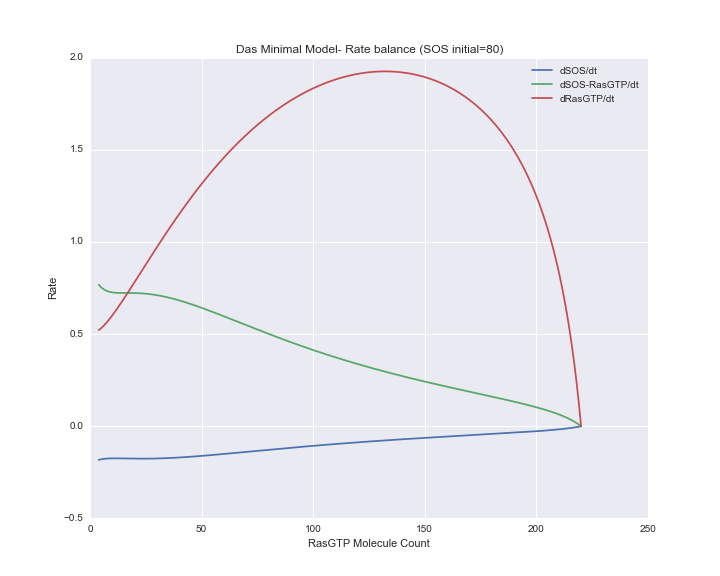 Das Minimal Model- Rate balance (SOS initial=80)
2.0
1.5
1.0
0.5
0.0
−0.5
Rate
dSOS/dt
dSOS-RasGTP/dt
dRasGTP/dt
0 50 100 150 200 250
RasGTP Molecule Count